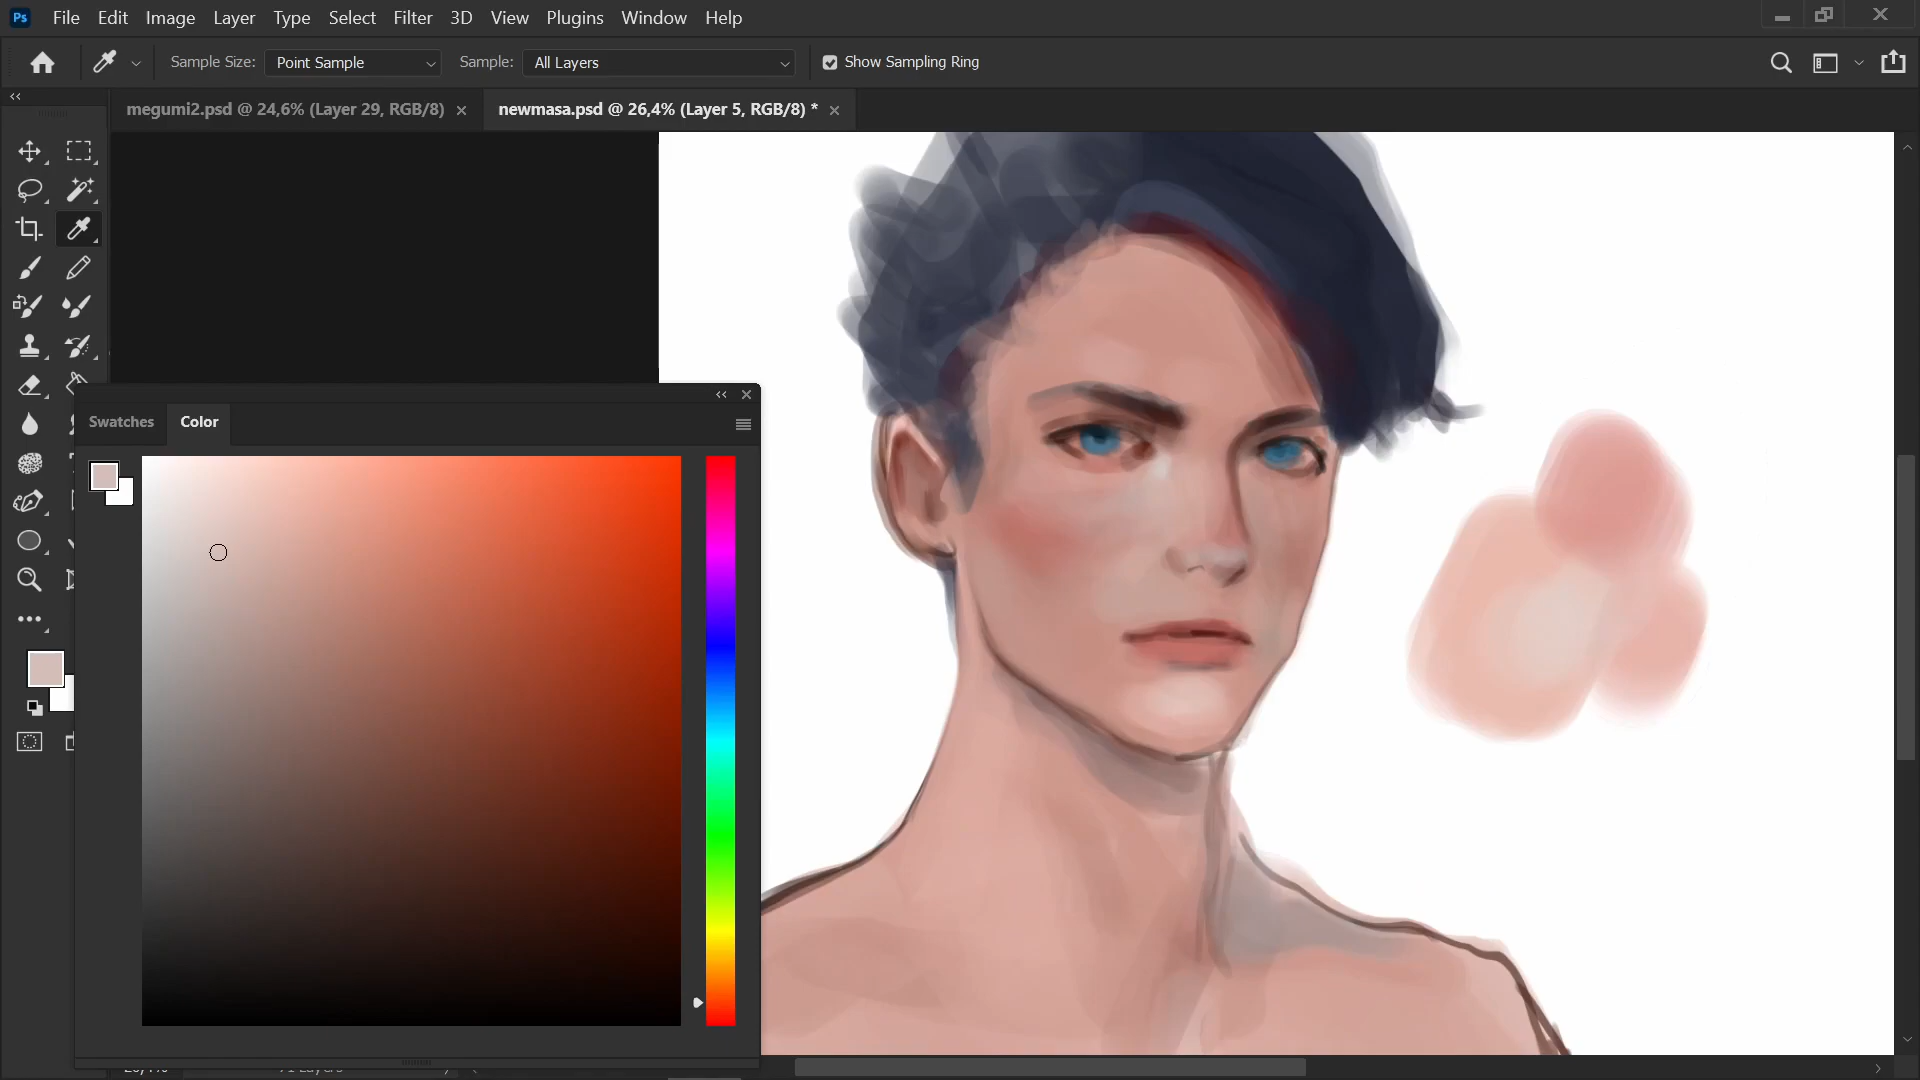 Ps File Edit Image Layer Type Select Filter 3D View Plugins Window Help
Sample Size: Point Sample Sample: All Layers Show Sampling Ring
megumi2.psd @ 24,6% (Layer 29, RGB/8) newmasa.psd @ 26,4% (Layer 5, RGB/8) *
Swatches Color